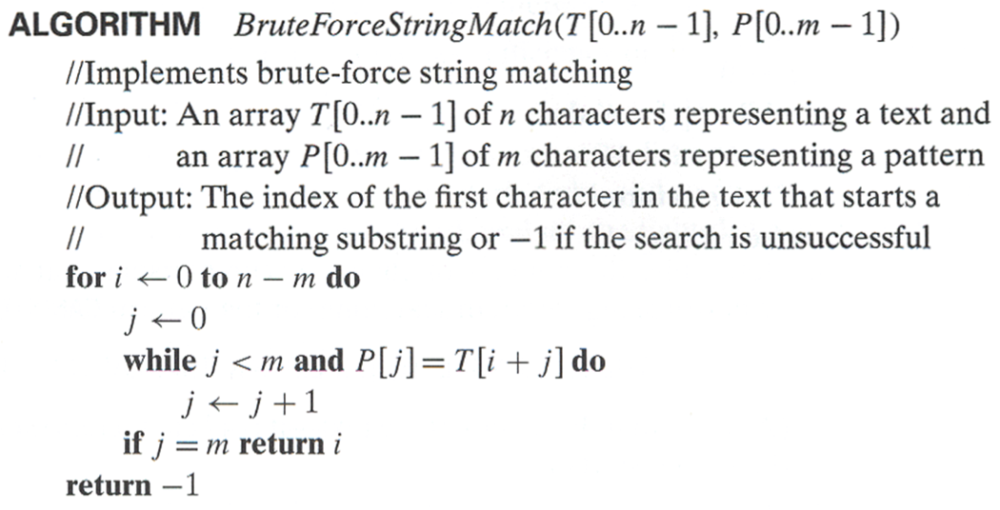 ALGORITHM BruteForceStringMatch(T[0..n − 1], P[0..m − 1])
//Implements brute-force string matching
//Input: An array T[0..n − 1] of n characters representing a text and
// an array P[0..m − 1] of m characters representing a pattern
//Output: The index of the first character in the text that starts a
// matching substring or −1 if the search is unsuccessful
for i ← 0 to n − m do
j ← 0
while j < m and P[j] = T[i + j] do
j ← j + 1
if j = m return i
return −1